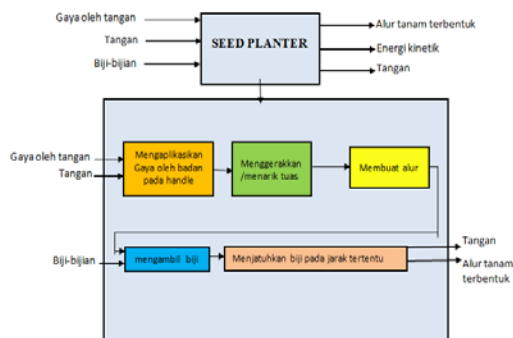 Gaya oleh tangan
Tangan
Biji-bijian
SEED PLANTER
Alur tanam terbentuk
Energi kinetik
Tangan
Gaya oleh tangan
Tangan
Mengaplikasikan
Gaya oleh badan
pada handle
Menggerakkan
/menarik tuas
Membuat alur
Biji-bijian
mengambil biji
Menjatuhkan biji pada jarak tertentu
Tangan
Alur tanam
terbentuk